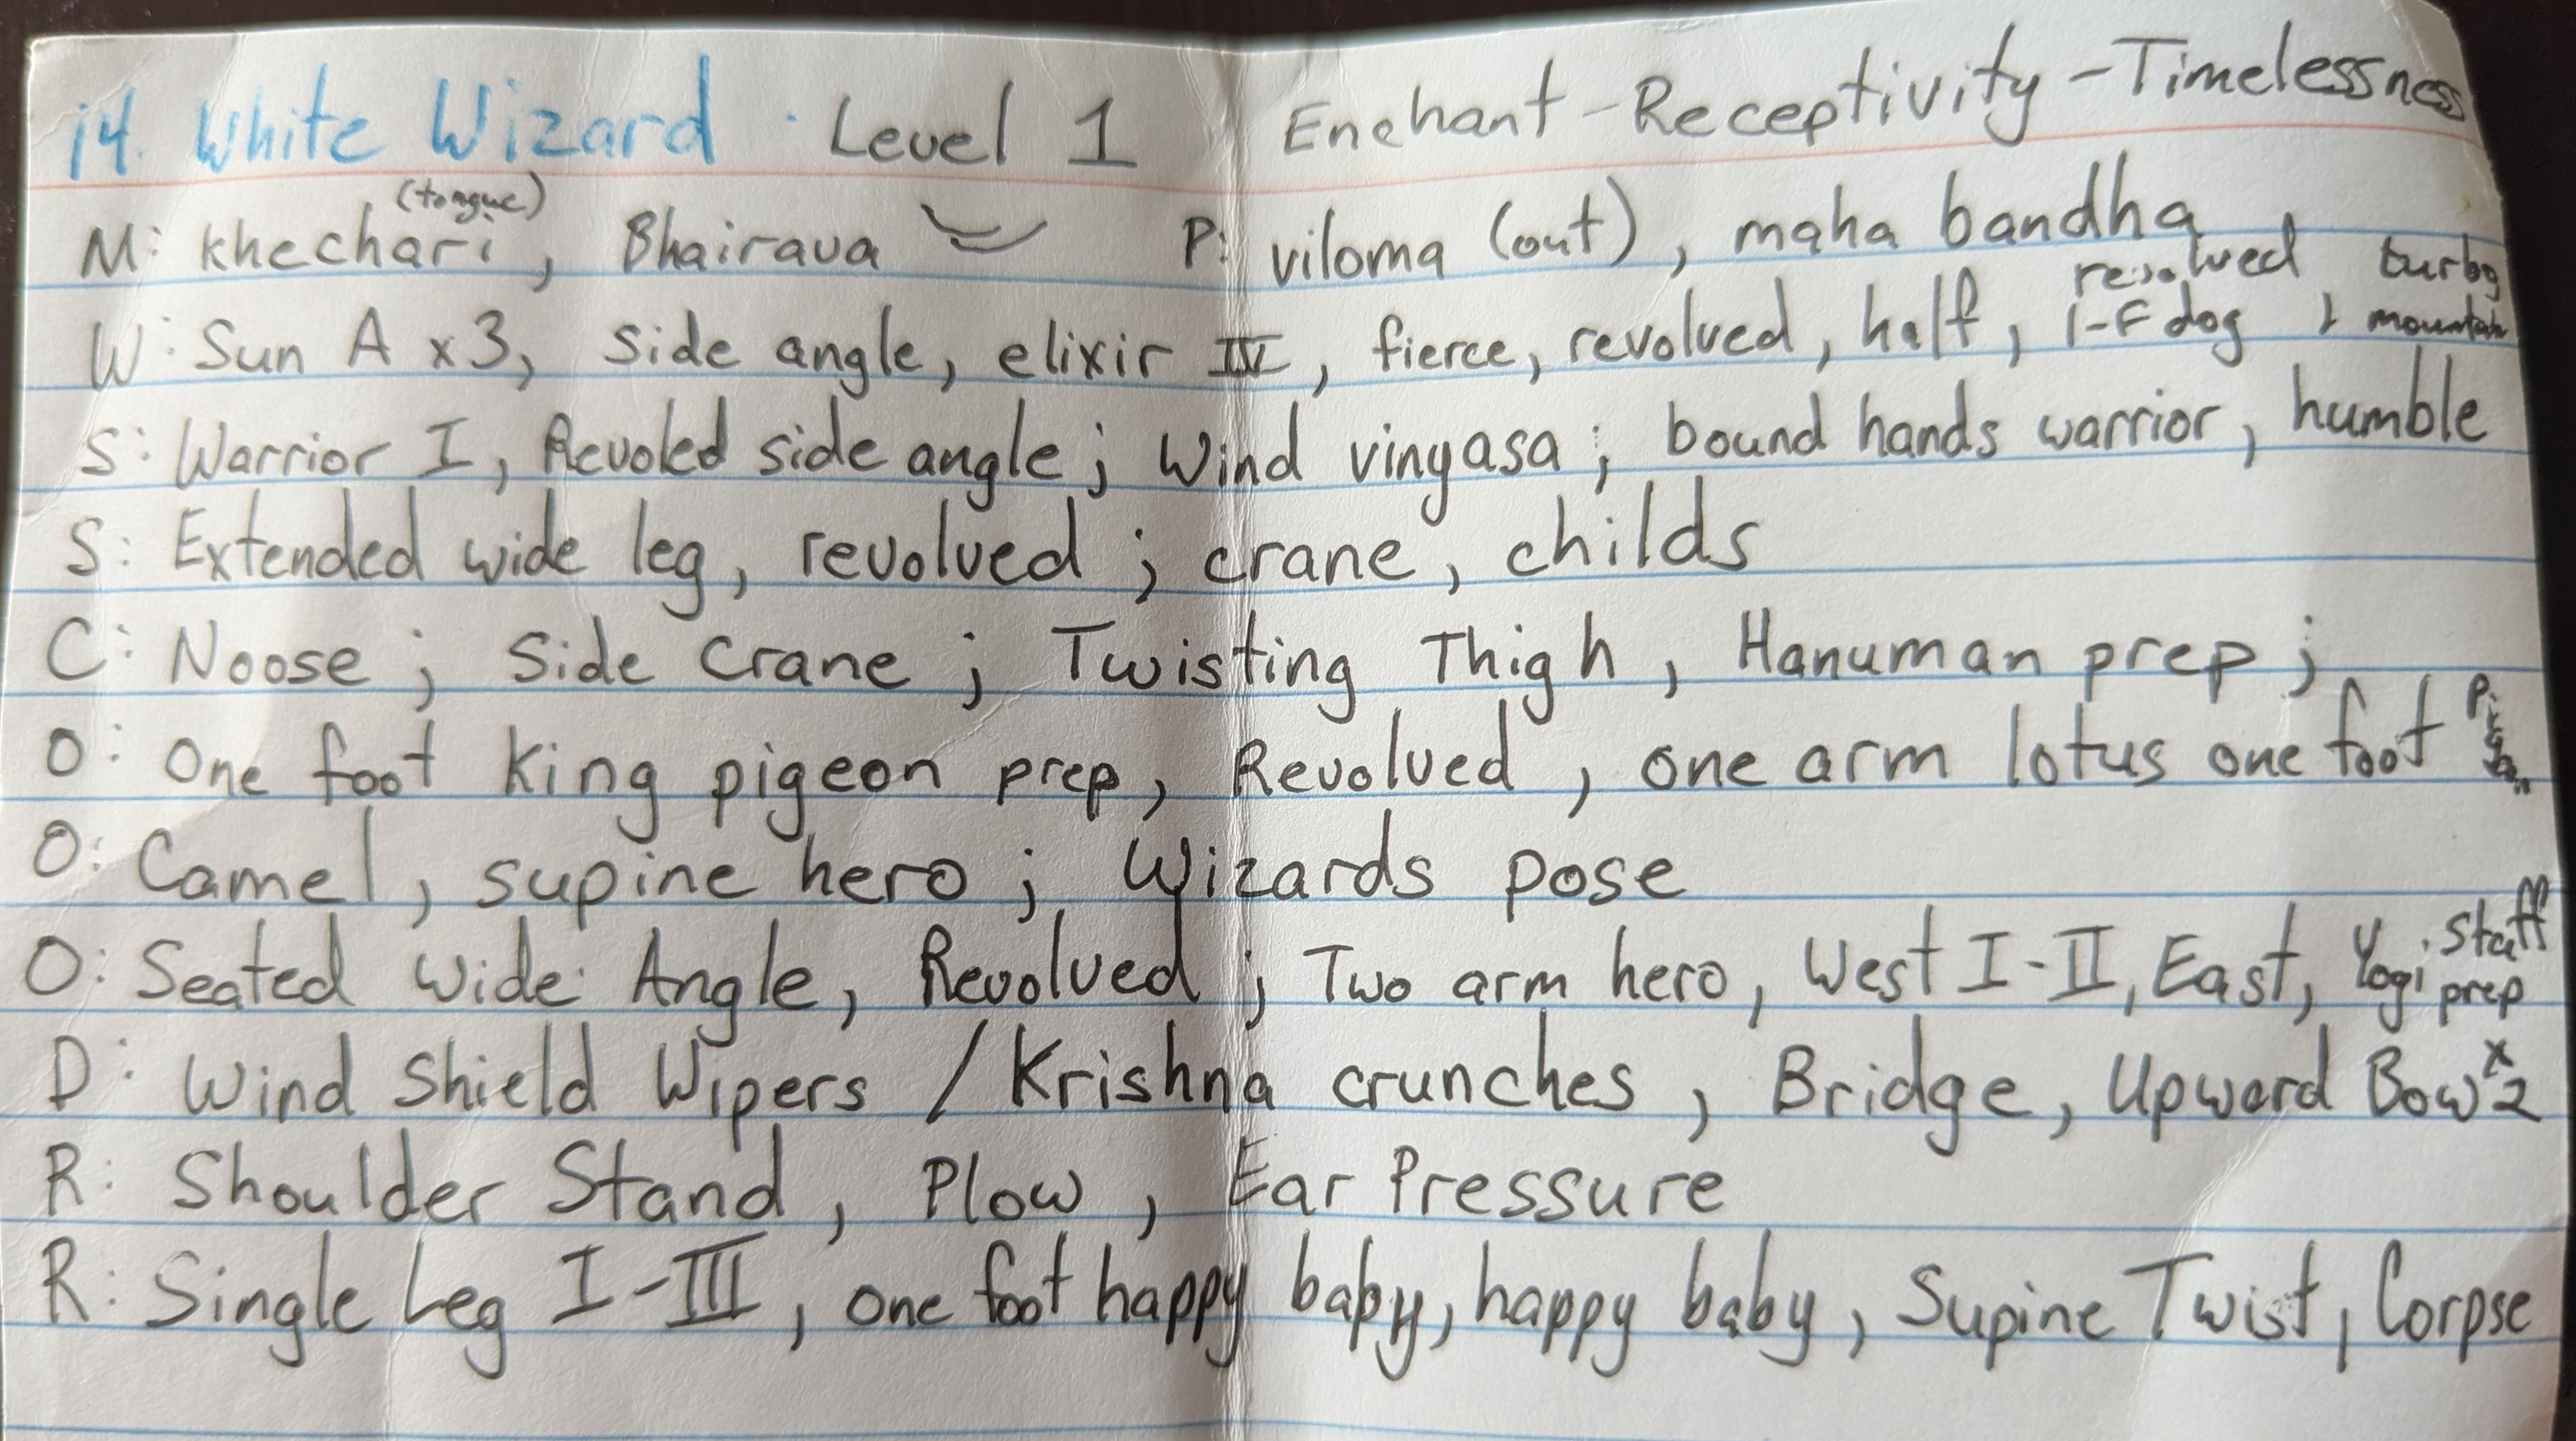 14. White Wizard · Level 1 Enchant - Receptivity - Timelessness
(tongue)
M: Khechari, Bhairava P: viloma (out), maha bandha
resolved turbo
W: Sun A x3, side angle, elixir IV, fierce, revolved, half, 1-F dog, mountain
S: Warrior I, Revoled side angle; Wind vinyasa; bound hands warrior, humble
S: Extended wide leg, revolved; crane, childs
C: Noose; Side Crane; Twisting Thigh, Hanuman prep;
O: One foot King pigeon prep, Revolved, one arm lotus one foot Pigeon
O: Camel, supine hero; Wizards pose
O: Seated Wide Angle, Revolved; Two arm hero, West I-II, East, Yogi staff prep
D: Wind Shield Wipers / Krishna crunches, Bridge, Upward Bow x2
R: Shoulder Stand, Plow, Ear Pressure
R: Single Leg I-III, one foot happy baby, happy baby, Supine Twist, Corpse